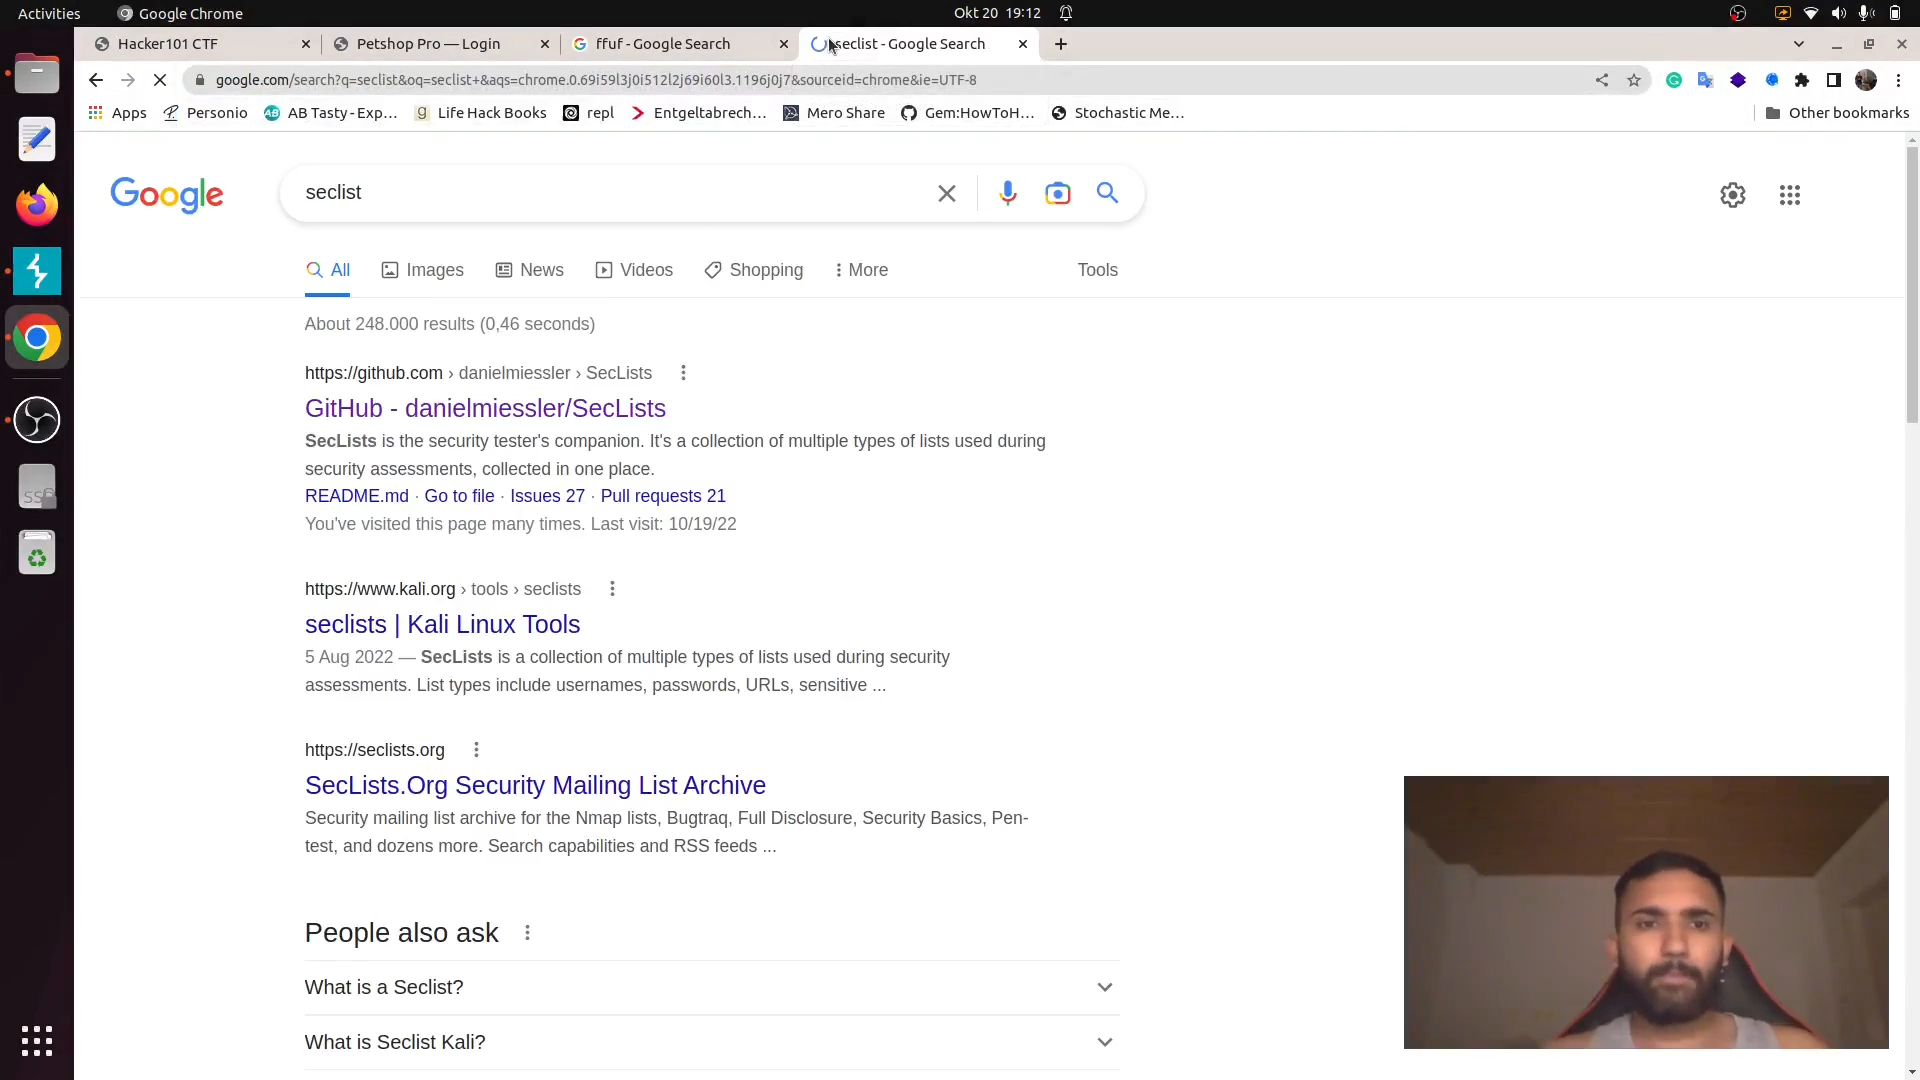 Activities Google Chrome Okt 20 19:12
Hacker101 CTF Petshop Pro — Login ffuf - Google Search seclist - Google Search
google.com/search?q=seclist&oq=seclist+&aqs=chrome.0.69i59l3j0i512l2j69i60l3.1196j0j7&sourceid=chrome&ie=UTF-8
Apps Personio AB Tasty - Exp... Life Hack Books repl Entgeltabrech... Mero Share Gem:HowToH... Stochastic Me... Other bookmarks
Google seclist
All Images News Videos Shopping More Tools
About 248.000 results (0,46 seconds)
https://github.com › danielmiessler › SecLists
GitHub - danielmiessler/SecLists
SecLists is the security tester's companion. It's a collection of multiple types of lists used during
security assessments, collected in one place.
README.md · Go to file · Issues 27 · Pull requests 21
You've visited this page many times. Last visit: 10/19/22
https://www.kali.org › tools › seclists
seclists | Kali Linux Tools
5 Aug 2022 — SecLists is a collection of multiple types of lists used during security
assessments. List types include usernames, passwords, URLs, sensitive ...
https://seclists.org
SecLists.Org Security Mailing List Archive
Security mailing list archive for the Nmap lists, Bugtraq, Full Disclosure, Security Basics, Pen-
test, and dozens more. Search capabilities and RSS feeds ...
People also ask
What is a Seclist?
What is Seclist Kali?